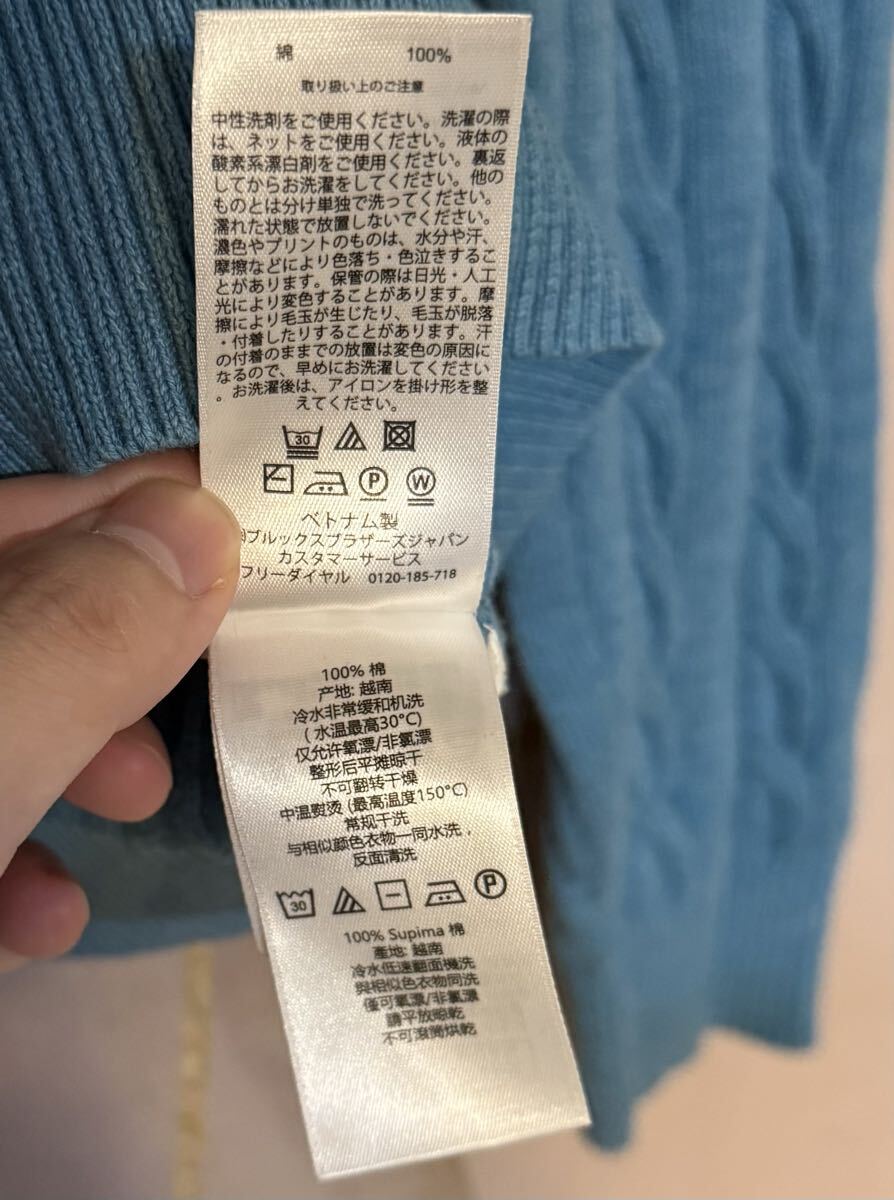 綿 100%
取り扱い上のご注意
中性洗剤をご使用ください。洗濯の際
は、ネットをご使用ください。液体の
酸素系漂白剤をご使用ください。裏返
してからお洗濯をしてください。他の
ものとは分け単独で洗ってください。
濡れた状態で放置しないでください。
濃色やプリントのものは、水分や汗、
摩擦などにより色落ち・色泣きするこ
とがあります。保管の際は日光・人工
光により変色することがあります。摩
擦により毛玉が生じたり、毛玉が脱落
・付着したりすることがあります。汗
の付着のままでの放置は変色の原因に
なるので、早めにお洗濯してください
。お洗濯後は、アイロンを掛け形を整
えてください。
30
P W
ベトナム製
ブルックスブラザーズジャパン
カスタマーサービス
フリーダイヤル 0120-185-718
100% 棉
产地: 越南
冷水非常缓和机洗
(水温最高30°C)
仅允许氧漂/非氯漂
整形后平摊晾干
不可翻转干燥
中温熨烫 (最高温度150°C)
常规干洗
与相似颜色衣物一同水洗，
反面清洗
30 P
100% Supima 棉
產地: 越南
冷水低速翻面機洗
與相似色衣物同洗
僅可氧漂/非氯漂
請平放晾乾
不可滾筒烘乾